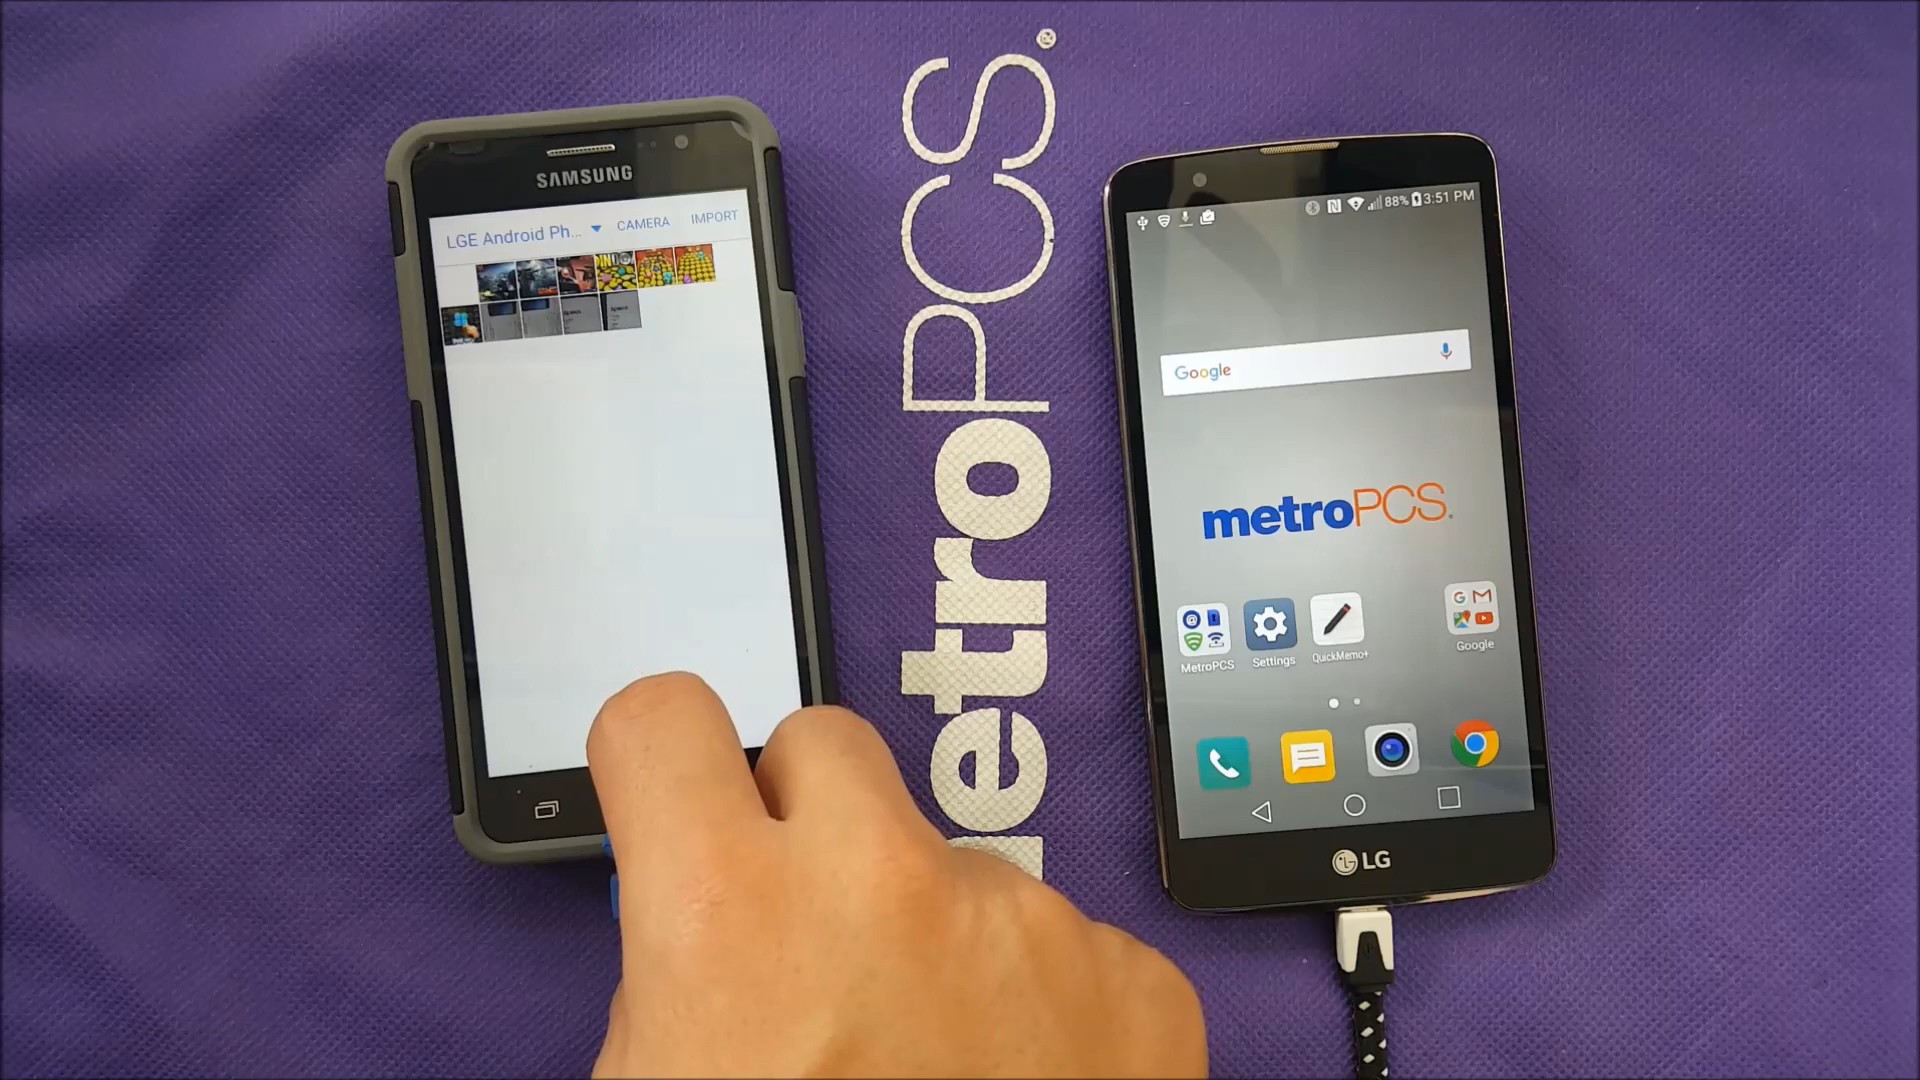 SAMSUNG
LGE Android Ph... CAMERA IMPORT
metroPCS.®
88% 3:51 PM
Google
metroPCS.
MetroPCS
Settings
QuickMemo+
Google
LG